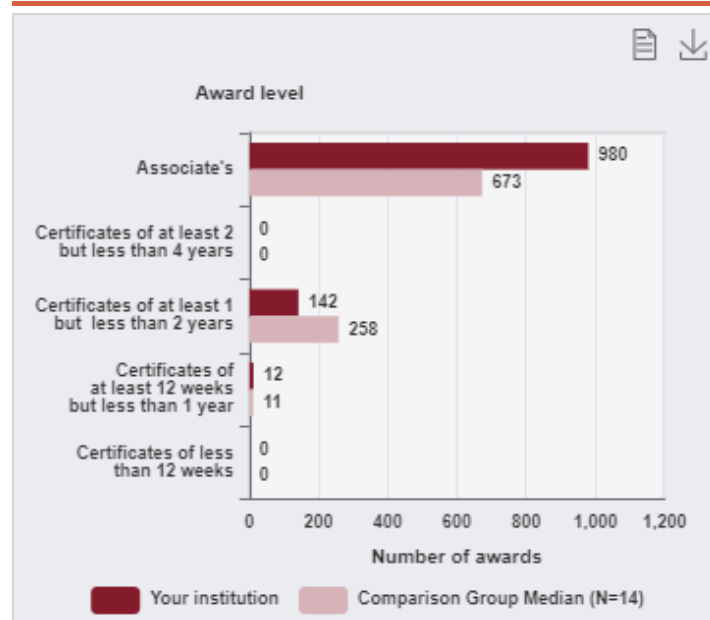 Award level
Associate's
980
673
Certificates of at least 2
but less than 4 years
0
0
Certificates of at least 1
but less than 2 years
142
258
Certificates of
at least 12 weeks
but less than 1 year
12
11
Certificates of less
than 12 weeks
0
0
0 200 400 600 800 1,000 1,200
Number of awards
Your institution Comparison Group Median (N=14)